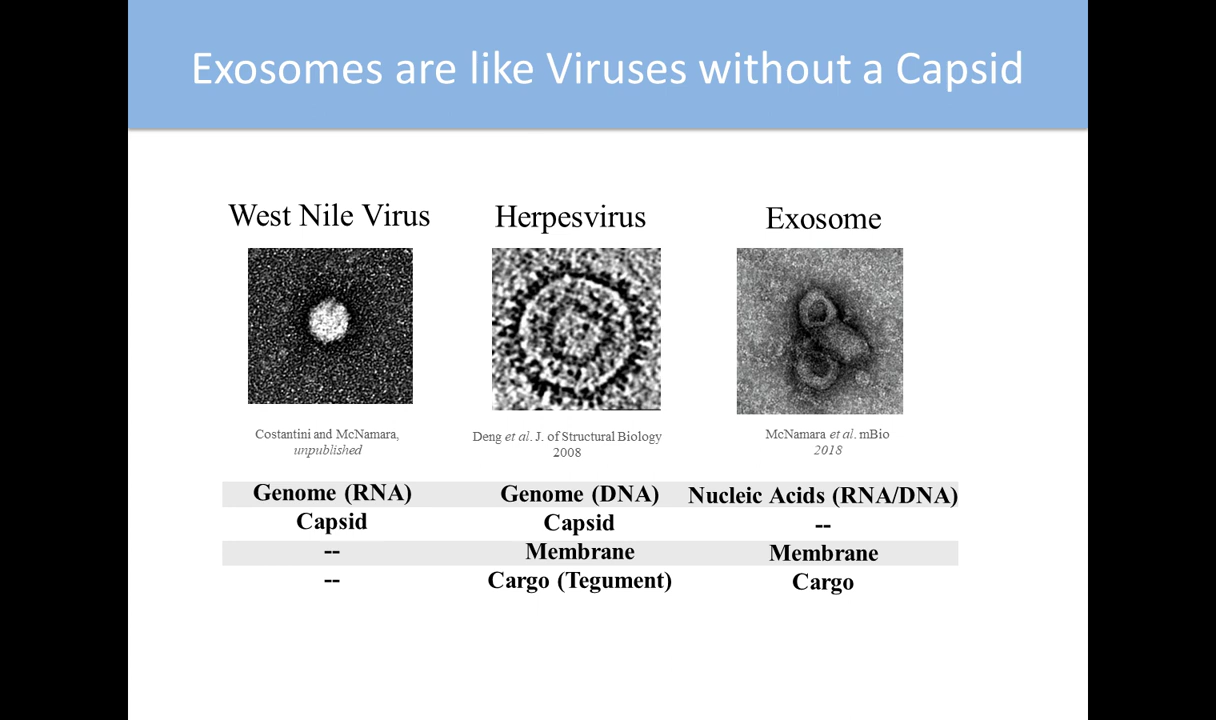 Exosomes are like Viruses without a Capsid
West Nile Virus
Herpesvirus
Exosome
Costantini and McNamara,
unpublished
Deng et al. J. of Structural Biology
2008
McNamara et al. mBio
2018
Genome (RNA) Genome (DNA) Nucleic Acids (RNA/DNA)
Capsid Capsid --
-- Membrane Membrane
-- Cargo (Tegument) Cargo